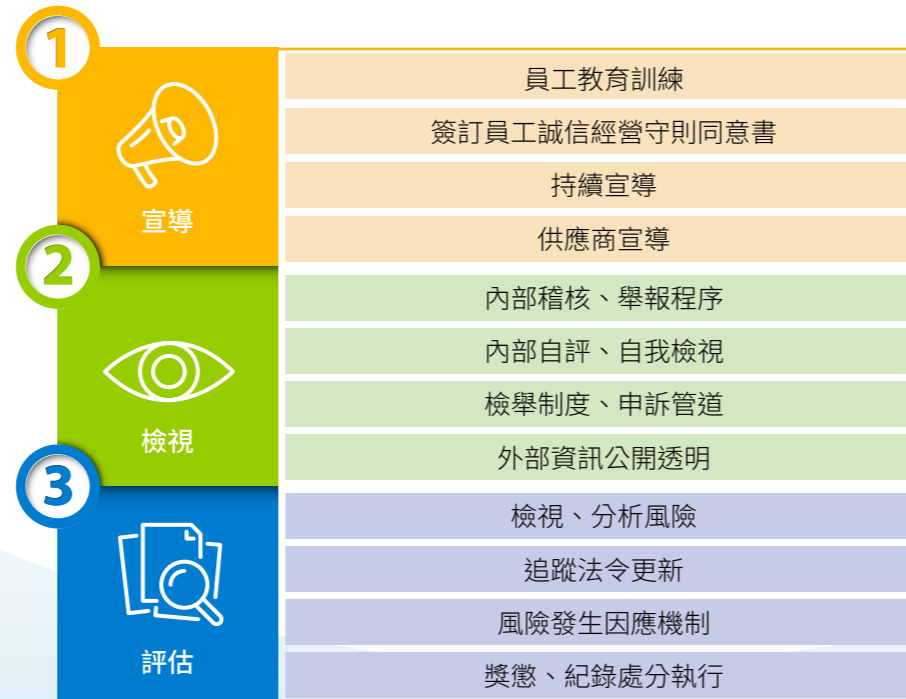 1
宣導
員工教育訓練
簽訂員工誠信經營守則同意書
持續宣導
供應商宣導
2
檢視
內部稽核、舉報程序
內部自評、自我檢視
檢舉制度、申訴管道
外部資訊公開透明
3
評估
檢視、分析風險
追蹤法令更新
風險發生因應機制
獎懲、紀錄處分執行